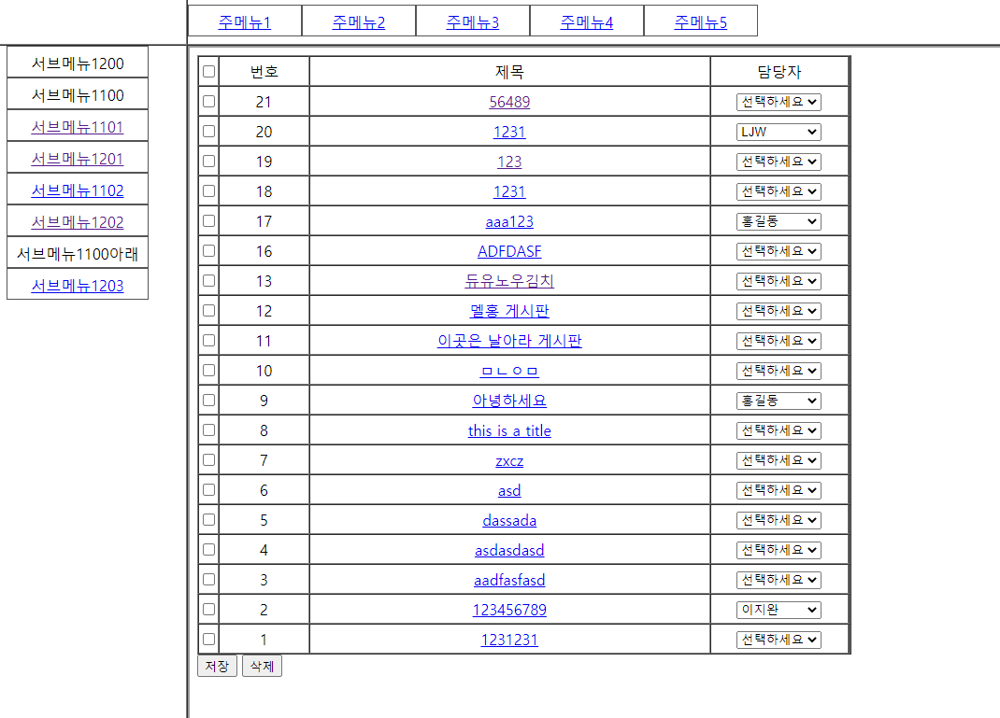 주메뉴1 주메뉴2 주메뉴3 주메뉴4 주메뉴5
서브메뉴1200
서브메뉴1100
서브메뉴1101
서브메뉴1201
서브메뉴1102
서브메뉴1202
서브메뉴1100아래
서브메뉴1203
번호 제목 담당자
21 56489 선택하세요
20 1231 LJW
19 123 선택하세요
18 1231 선택하세요
17 aaa123 홍길동
16 ADFDASF 선택하세요
13 듀유노우김치 선택하세요
12 멜홍 게시판 선택하세요
11 이곳은 날아라 게시판 선택하세요
10 ㅁㄴㅇㅁ 선택하세요
9 아녕하세요 홍길동
8 this is a title 선택하세요
7 zxcz 선택하세요
6 asd 선택하세요
5 dassada 선택하세요
4 asdasdasd 선택하세요
3 aadfasfasd 선택하세요
2 123456789 이지완
1 1231231 선택하세요
저장 삭제